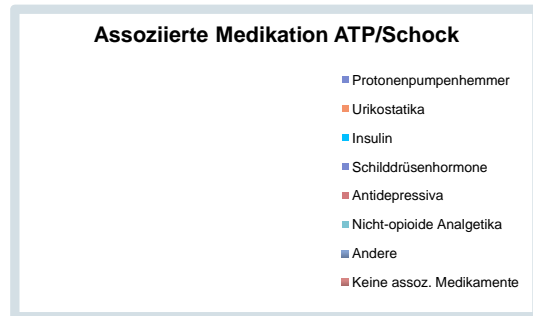 Assoziierte Medikation ATP/Schock
Protonenpumpenhemmer
Urikostatika
Insulin
Schilddrüsenhormone
Antidepressiva
Nicht-opioide Analgetika
Andere
Keine assoz. Medikamente